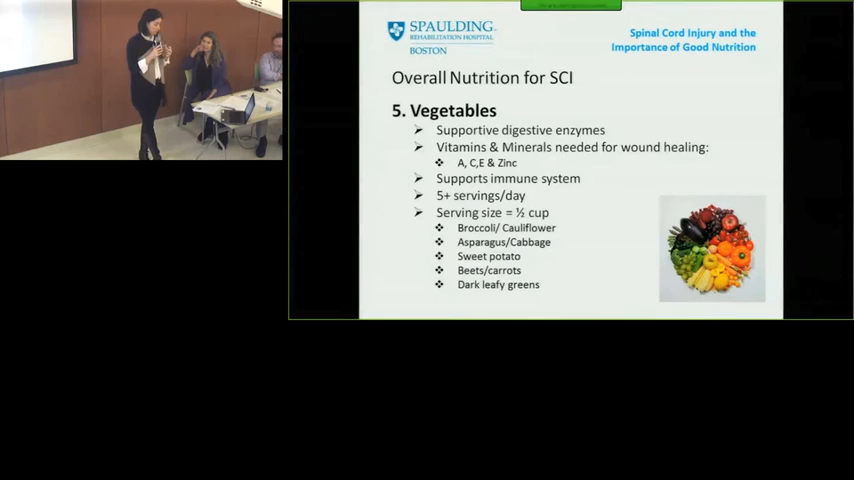 SPAULDING
REHABILITATION HOSPITAL
BOSTON
Spinal Cord Injury and the
Importance of Good Nutrition
Overall Nutrition for SCI
5. Vegetables
➢ Supportive digestive enzymes
➢ Vitamins & Minerals needed for wound healing:
❖ A, C,E & Zinc
➢ Supports immune system
➢ 5+ servings/day
➢ Serving size = ½ cup
❖ Broccoli/ Cauliflower
❖ Asparagus/Cabbage
❖ Sweet potato
❖ Beets/carrots
❖ Dark leafy greens